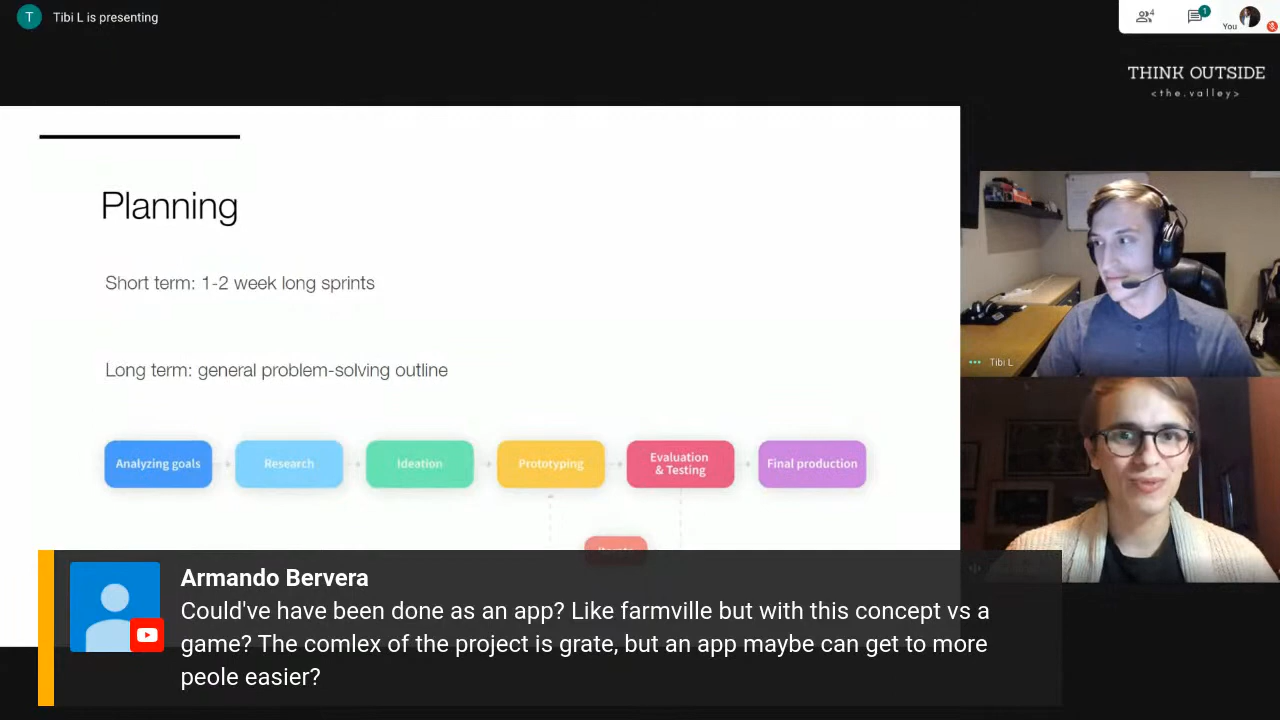 T
Tibi L is presenting
4
1
You
THINK OUTSIDE
<the.valley>
Planning
Short term: 1-2 week long sprints
Long term: general problem-solving outline
Analyzing goals
Research
Ideation
Prototyping
Evaluation
& Testing
Final production
Tibi L
Armando Bervera
Could've have been done as an app? Like farmville but with this concept vs a
game? The comlex of the project is grate, but an app maybe can get to more
peole easier?